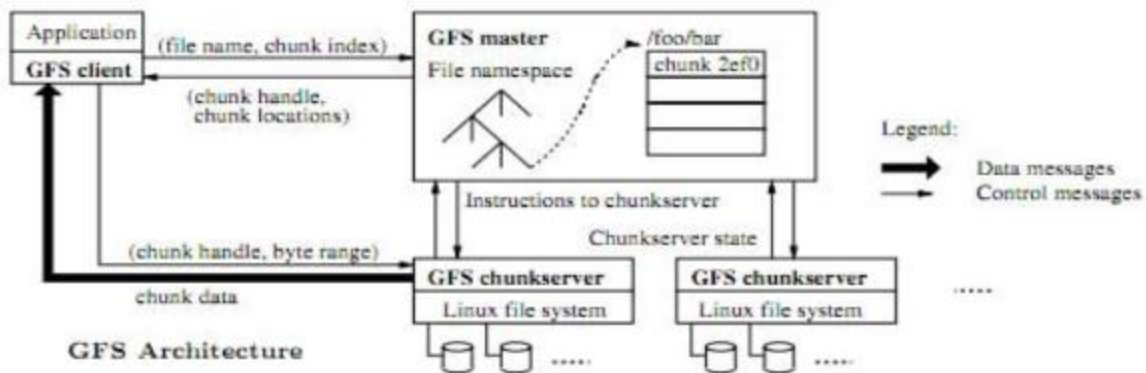 Application
GFS client
(file name, chunk index)
(chunk handle,
chunk locations)
GFS master
File namespace
/foo/bar
chunk 2ef0
Legend:
Data messages
Control messages
Instructions to chunkserver
Chunkserver state
(chunk handle, byte range)
chunk data
GFS chunkserver
Linux file system
GFS chunkserver
Linux file system
GFS Architecture